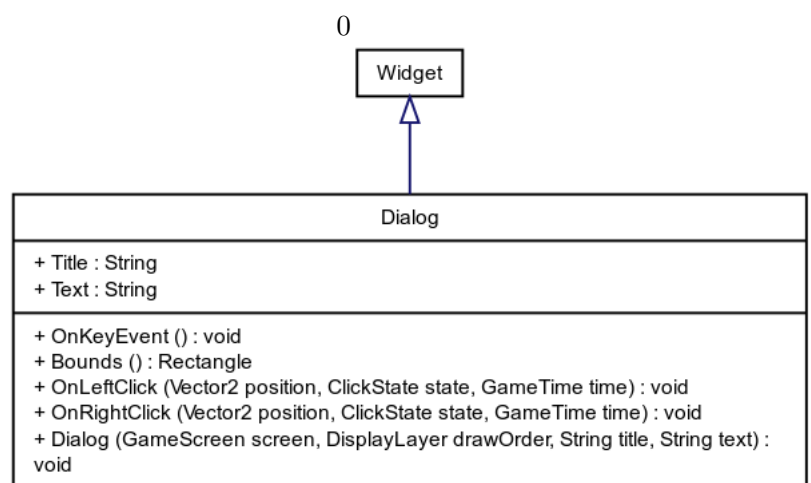 0
Widget
Dialog
+ Title : String
+ Text : String
+ OnKeyEvent () : void
+ Bounds () : Rectangle
+ OnLeftClick (Vector2 position, ClickState state, GameTime time) : void
+ OnRightClick (Vector2 position, ClickState state, GameTime time) : void
+ Dialog (GameScreen screen, DisplayLayer drawOrder, String title, String text) :
void